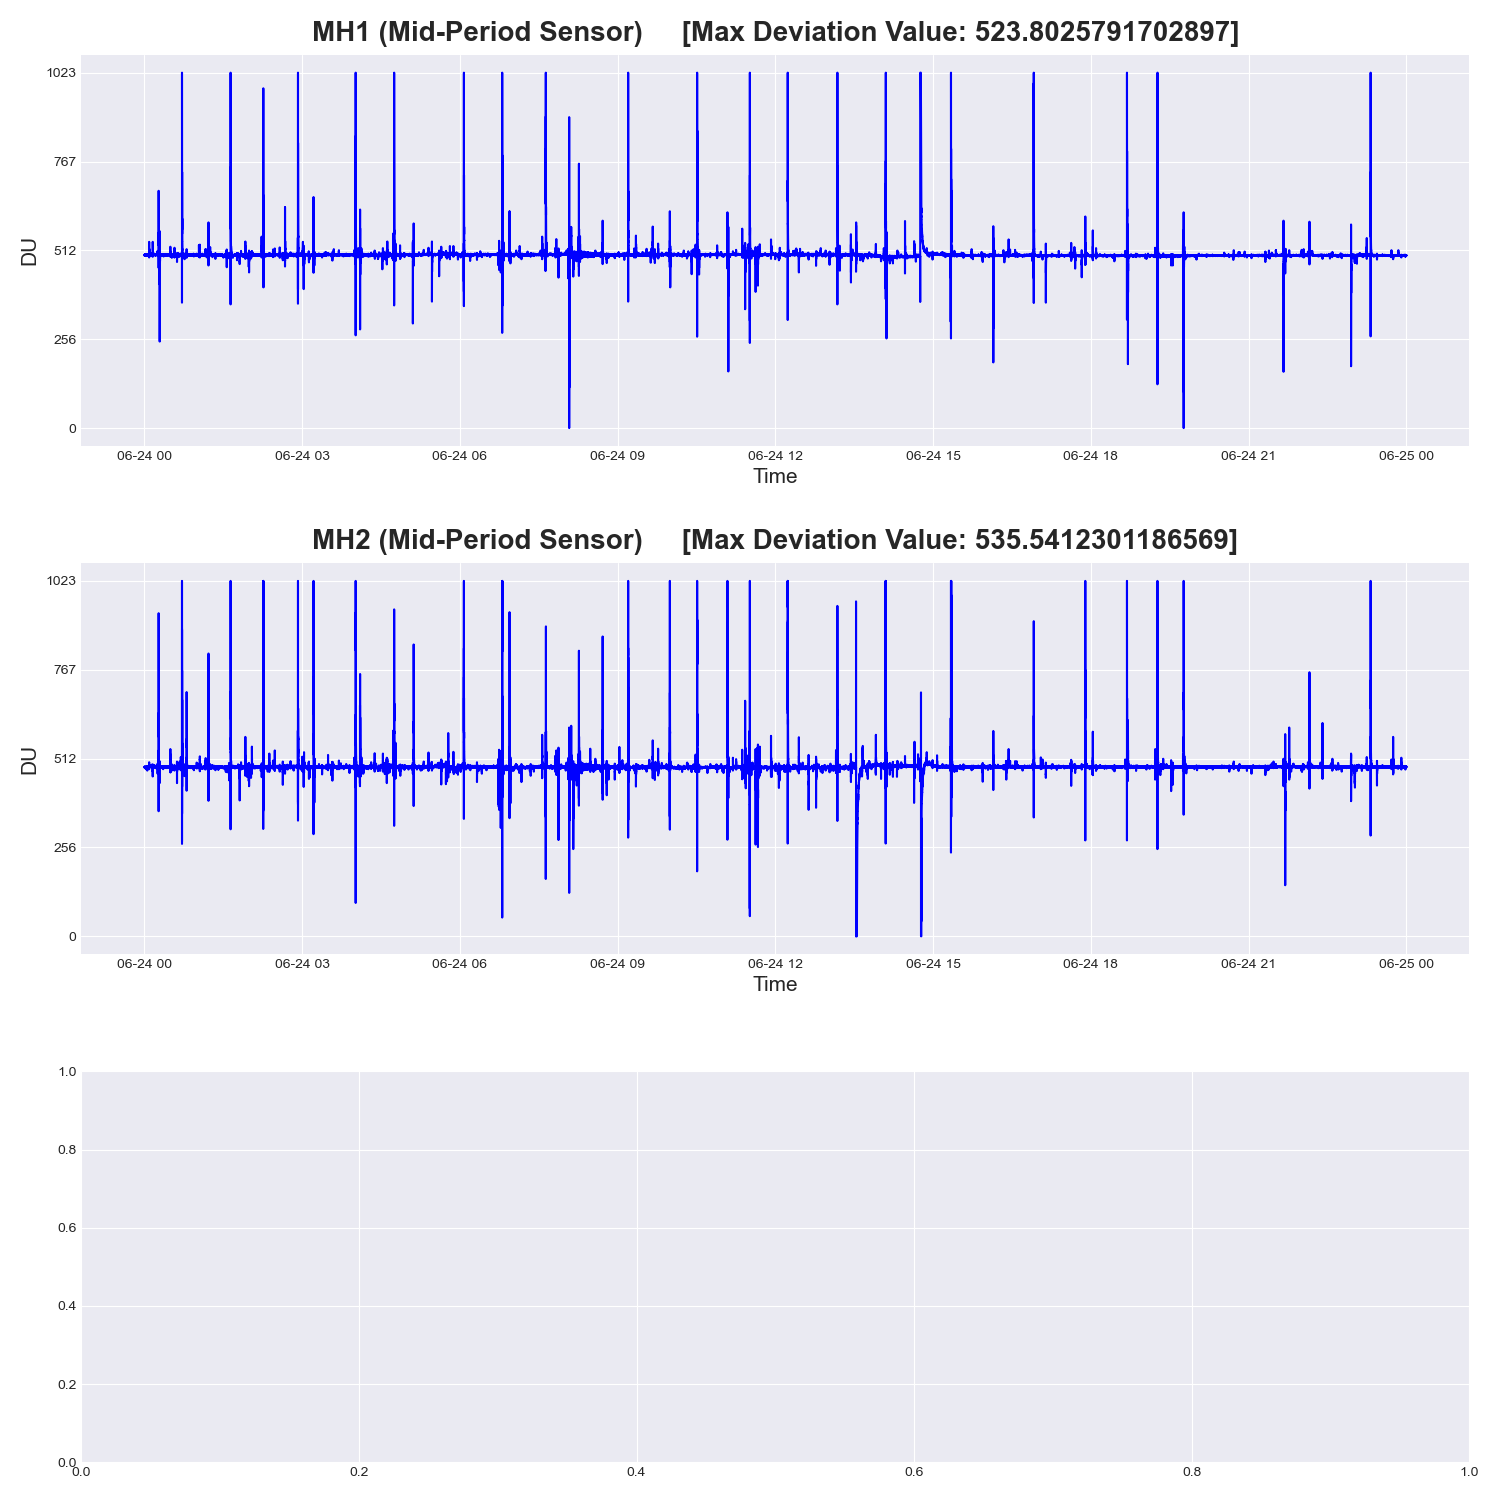 MH1 (Mid-Period Sensor) [Max Deviation Value: 523.8025791702897]
1023
767
512
256
0
DU
06-24 00 06-24 03 06-24 06 06-24 09 06-24 12 06-24 15 06-24 18 06-24 21 06-25 00
Time
MH2 (Mid-Period Sensor) [Max Deviation Value: 535.5412301186569]
1023
767
512
256
0
DU
06-24 00 06-24 03 06-24 06 06-24 09 06-24 12 06-24 15 06-24 18 06-24 21 06-25 00
Time
1.0
0.8
0.6
0.4
0.2
0.0
0.0 0.2 0.4 0.6 0.8 1.0